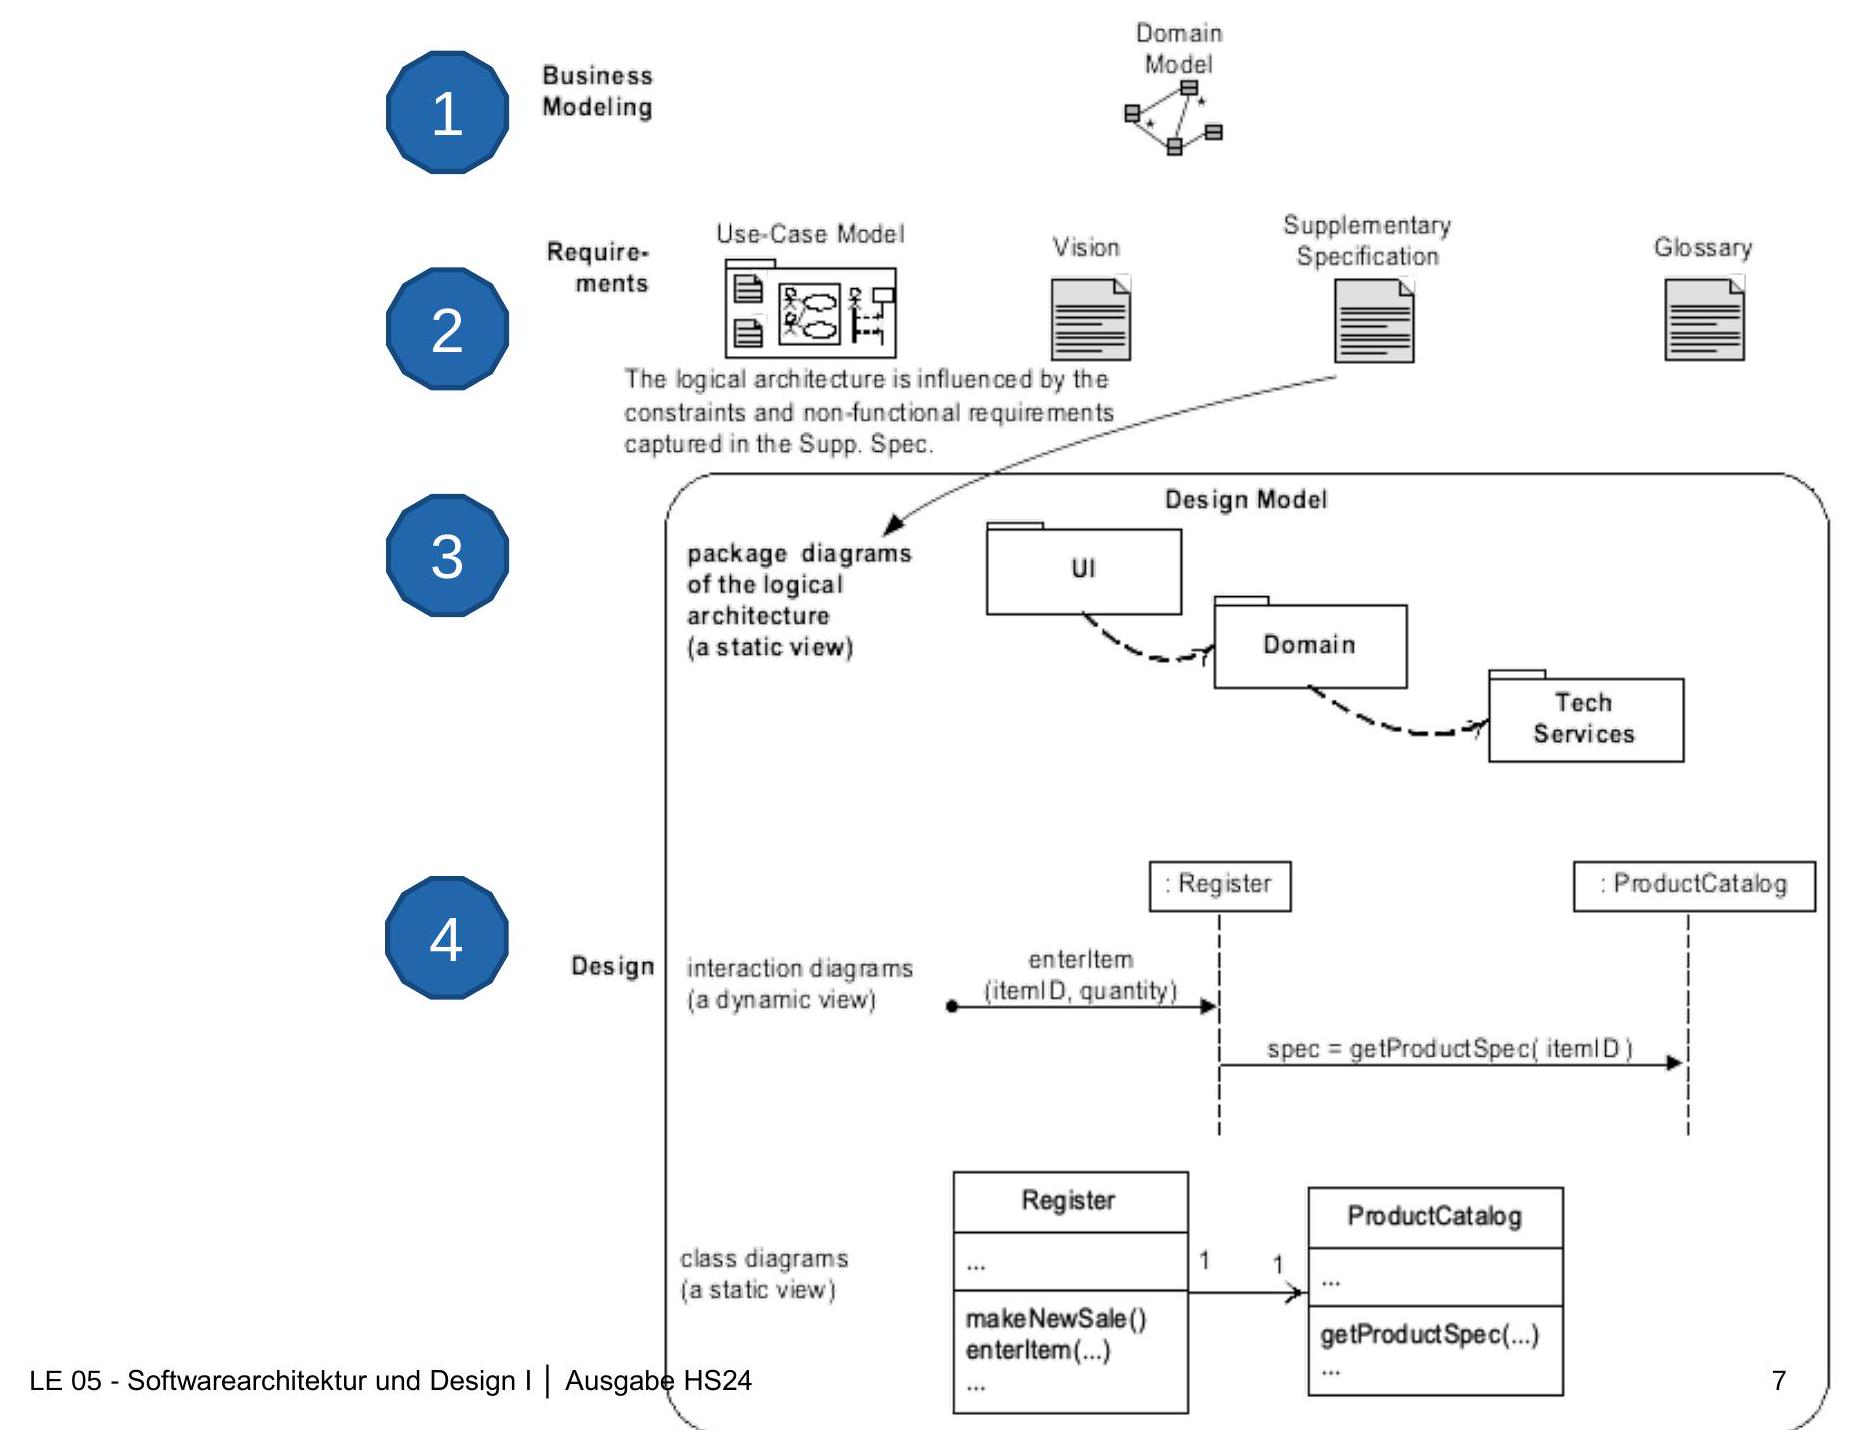 Domain
Model
1
Business
Modeling
Use-Case Model
Vision
Supplementary
Specification
Glossary
2
Require-
ments
The logical architecture is influenced by the
constraints and non-functional requirements
captured in the Supp. Spec.
3
Design Model
package diagrams
of the logical
architecture
(a static view)
UI
Domain
Tech
Services
4
Design
: Register
: ProductCatalog
interaction diagrams
(a dynamic view)
enterItem
(itemID, quantity)
spec = getProductSpec( itemID )
class diagrams
(a static view)
Register
...
makeNewSale()
enterItem(...)
...
1
1
ProductCatalog
...
getProductSpec(...)
...
LE 05 - Softwarearchitektur und Design I │ Ausgabe HS24
7